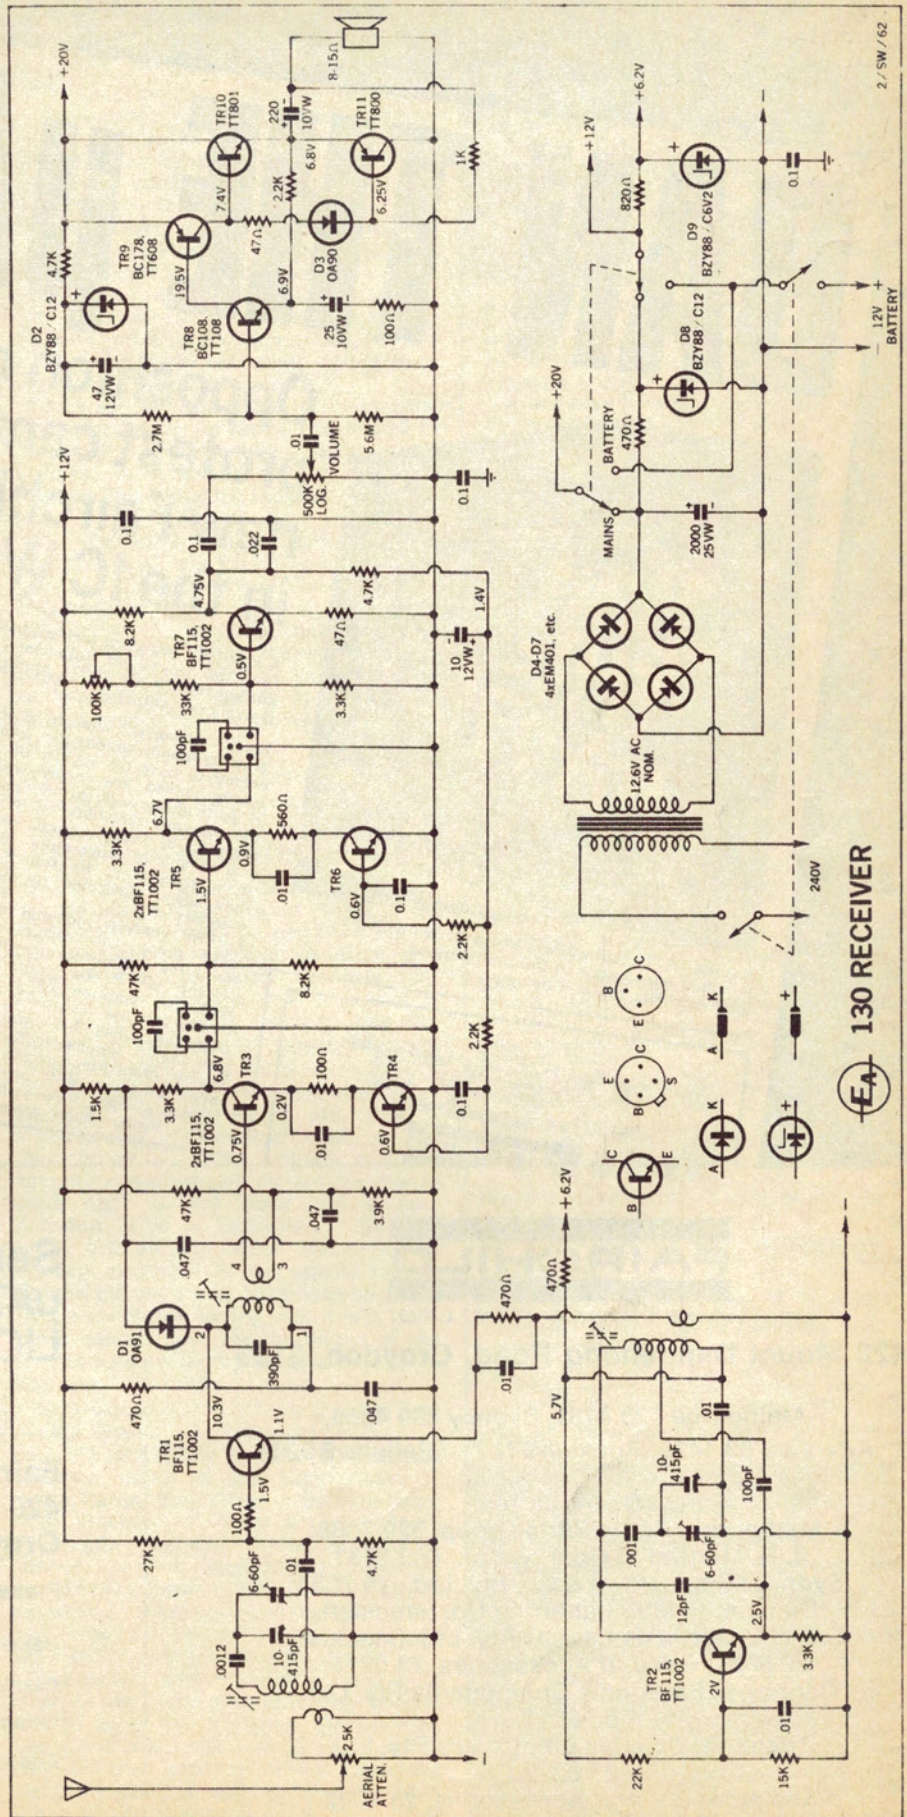 +20V
4.7K
D2
BZY88 / C12
47
12VW
+
-
+
TR9
BC178,
TT608
19.5V
TR8
BC108,
TT108
TR10
TT801
7.4V
47Ω
D3
OA90
2.2K
6.8V
6.9V
220
10VW
+
-
8-15Ω
TR11
TT800
6.25V
1K
25
10VW
+
-
100Ω
2.7M
.01
5.6M
VOLUME
500K
LOG.
0.1
+12V
0.1
0.1
.022
4.75V
4.7K
8.2K
TR7
BF115,
TT1002
0.5V
47Ω
1.4V
10
12VW
-
+
100K
33K
3.3K
100pF
6.7V
3.3K
2xBF115,
TT1002
TR5
1.5V
0.9V
560Ω
.01
TR6
0.6V
0.1
2.2K
47K
8.2K
100pF
6.8V
2.2K
1.5K
3.3K
2xBF115,
TT1002
TR3
0.75V
0.2V
100Ω
.01
TR4
0.6V
0.1
47K
3.9K
.047
.047
4
3
D1
OA91
2
1
390pF
470Ω
.047
10.3V
TR1
BF115,
TT1002
1.1V
1.5V
100Ω
27K
4.7K
.01
6-60pF
.0012
10-
415pF
2.5K
AERIAL
ATTEN.
-
470Ω
.01
+6.2V
470Ω
5.7V
.01
10-
415pF
.001
6-60pF
100pF
12pF
2.5V
TR2
BF115,
TT1002
2V
3.3K
.01
22K
15K
-
+20V
+12V
+6.2V
820Ω
D9
BZY88 / C6V2
+
-
0.1
D8
BZY88 / C12
+
470Ω
BATTERY
MAINS
2000
25VW
+
-
12V
BATTERY
+
-
D4-D7
4xEM401, etc.
12.6V AC
NOM.
240V
B
C
E
B
E
C
S
B
E
C
A
K
A
K
+
+
EA 130 RECEIVER
2 / SW / 62